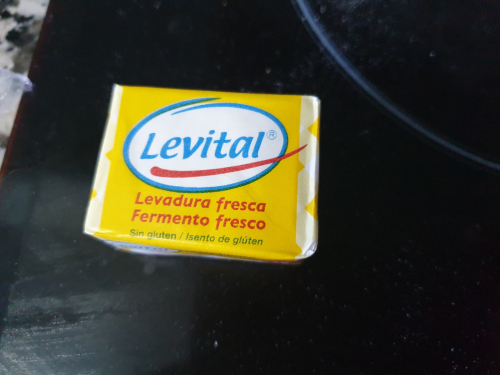 Levital®
Levadura fresca
Fermento fresco
Sin gluten / Isento de glúten